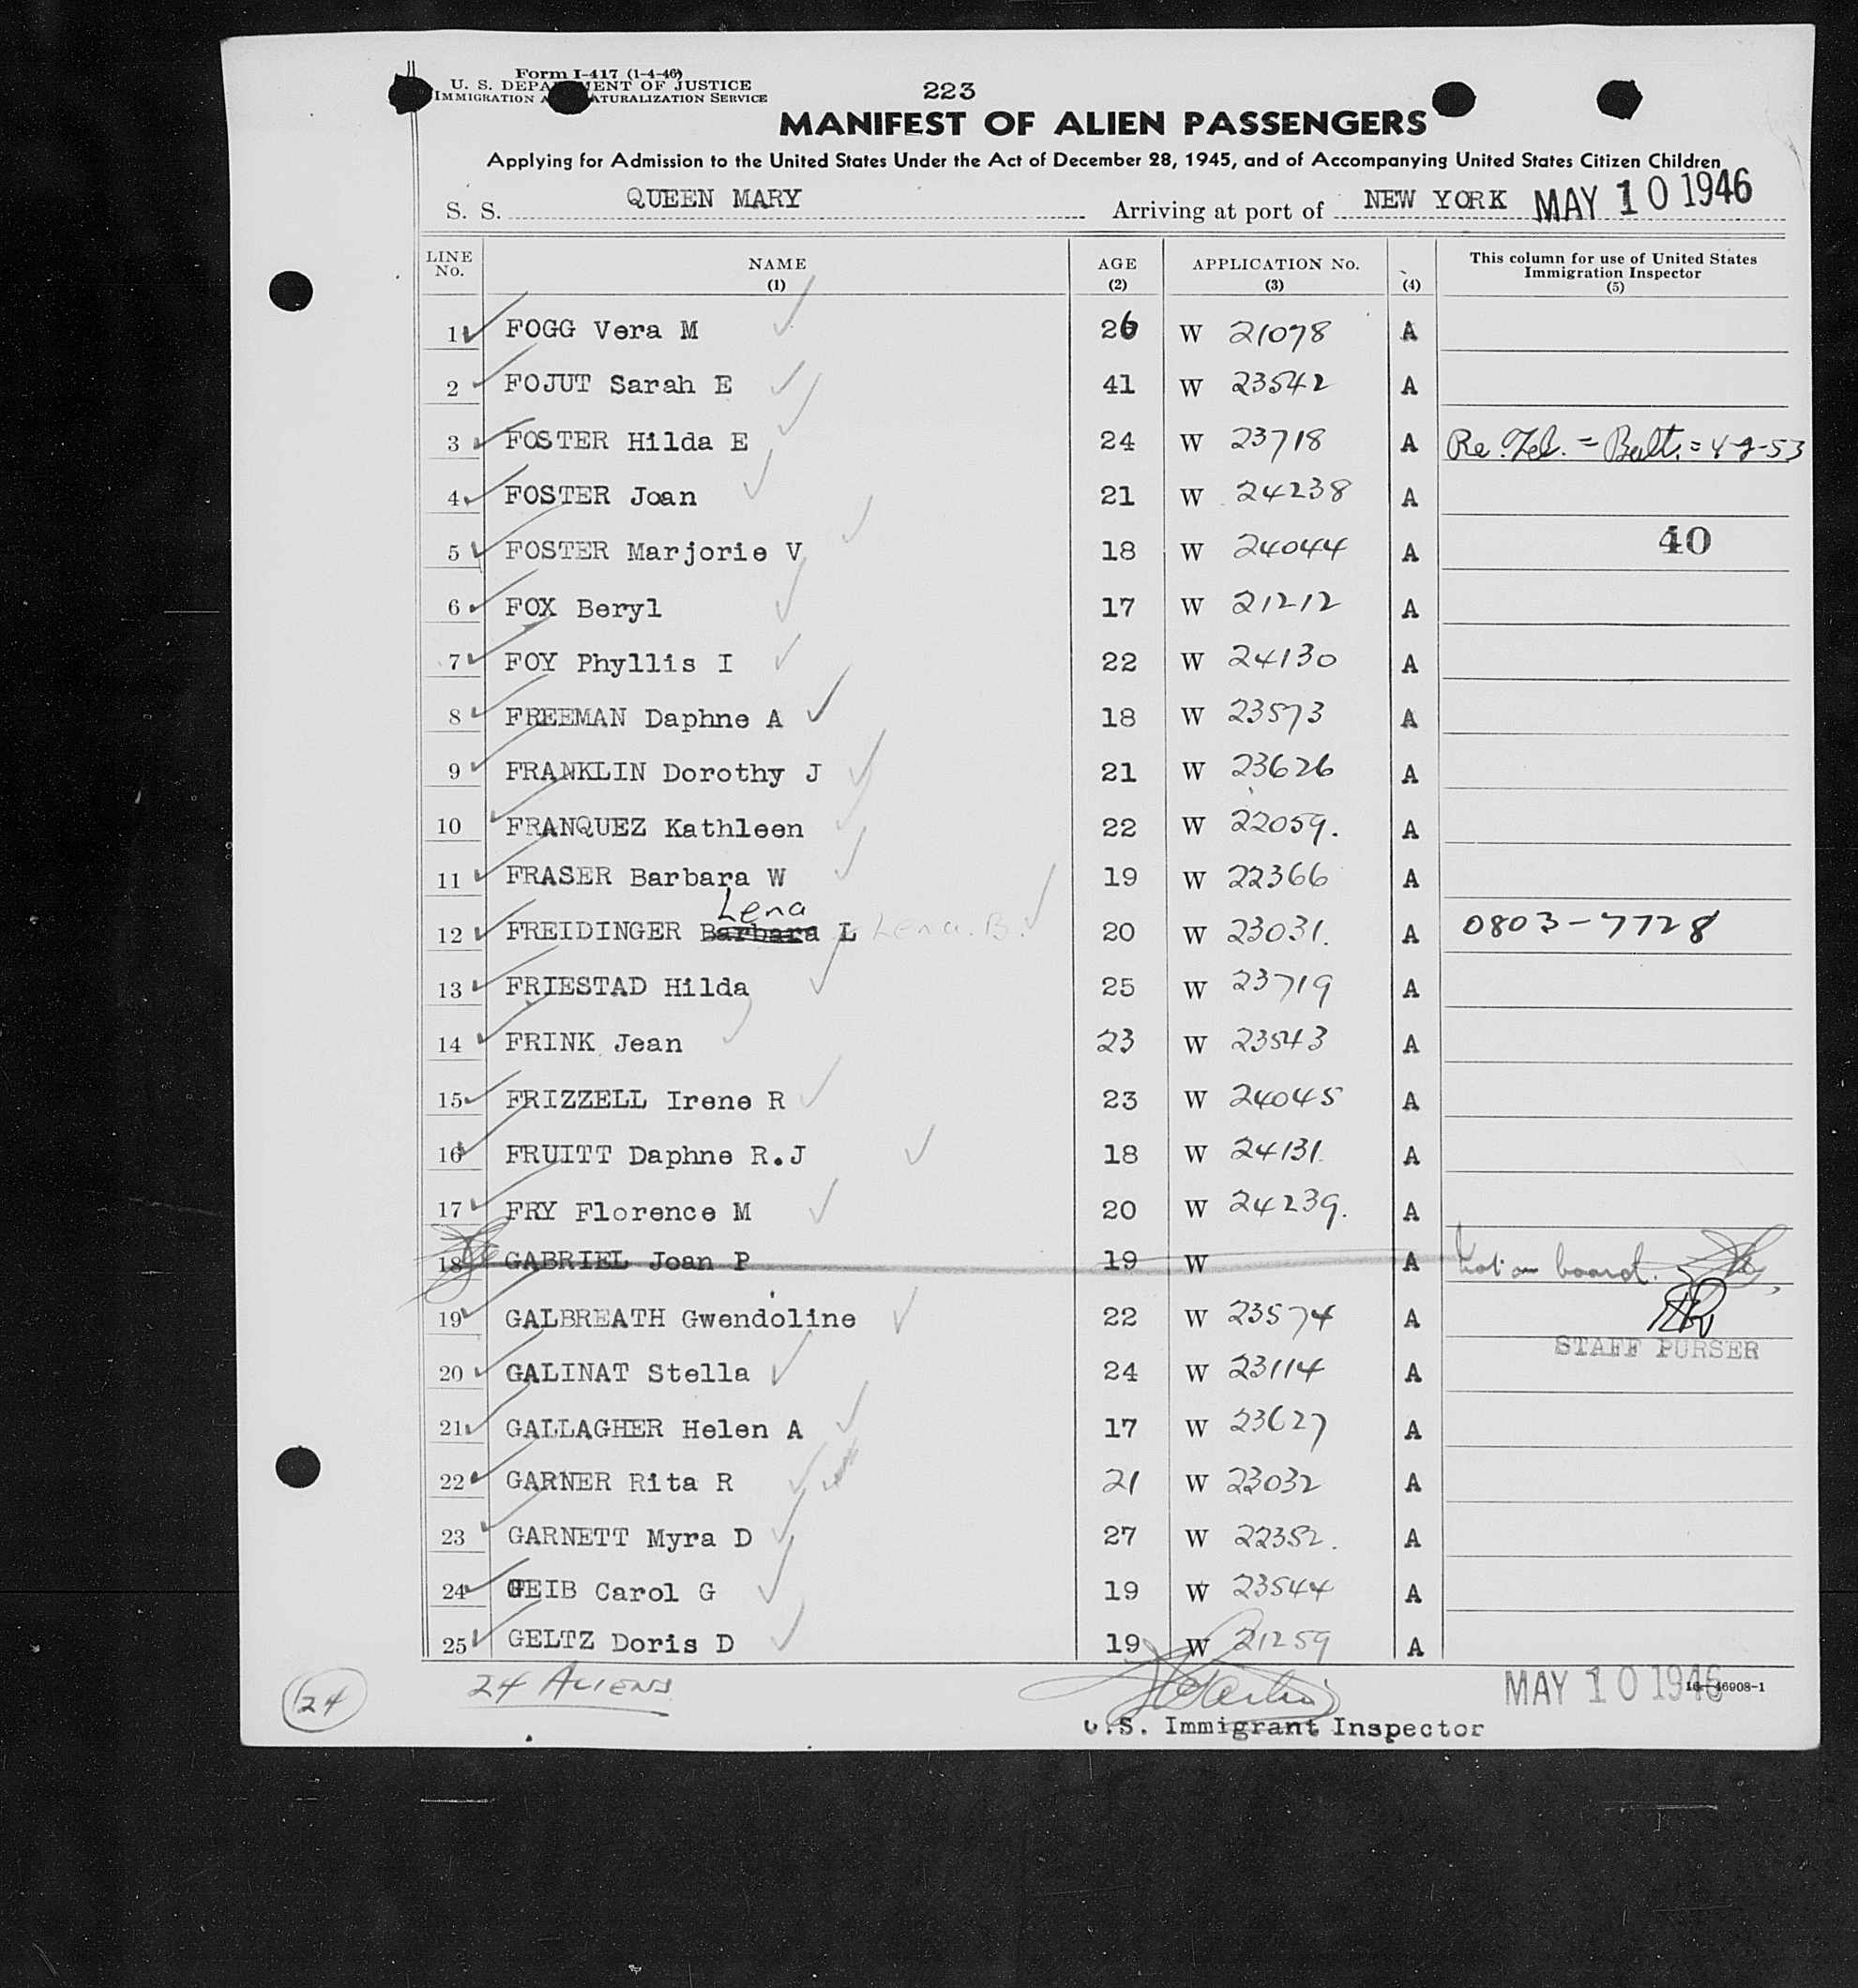 Form I-417 (1-4-46)
U. S. DEPARTMENT OF JUSTICE
IMMIGRATION AND NATURALIZATION SERVICE
223
MANIFEST OF ALIEN PASSENGERS
Applying for Admission to the United States Under the Act of December 28, 1945, and of Accompanying United States Citizen Children
S. S. QUEEN MARY Arriving at port of NEW YORK MAY 10 1946
LINE No. NAME (1) AGE (2) APPLICATION No. (3) (4) This column for use of United States Immigration Inspector (5)
1 FOGG Vera M 26 W 21078 A
2 FOJUT Sarah E 41 W 23542 A
3 FOSTER Hilda E 24 W 23718 A Re. = Balt. =
4 FOSTER Joan 21 W 24238 A
40
5 FOSTER Marjorie V 18 W 24044 A
6 FOX Beryl 17 W 21212 A
7 FOY Phyllis I 22 W 24130 A
8 FREEMAN Daphne A 18 W 23573 A
9 FRANKLIN Dorothy J 21 W 23626 A
10 FRANQUEZ Kathleen 22 W 22059. A
11 FRASER Barbara W 19 W 22366 A
Lena
12 FREIDINGER Barbara L Lena. B. 20 W 23031. A 0803-7728
13 FRIESTAD Hilda 25 W 23719 A
14 FRINK Jean 23 W 23543 A
15 FRIZZELL Irene R 23 W 24045 A
16 FRUITT Daphne R.J 18 W 24131. A
17 FRY Florence M 20 W 24239. A
18 GABRIEL Joan P 19 W A Not on board.
19 GALBREATH Gwendoline 22 W 23574 A
STAFF PURSER
20 GALINAT Stella 24 W 23114 A
21 GALLAGHER Helen A 17 W 23627 A
22 GARNER Rita R 21 W 23032 A
23 GARNETT Myra D 27 W 22352. A
24 GEIB Carol G 19 W 23544 A
25 GELTZ Doris D 19 W 21259 A
24 24 ALIENS MAY 10 1946 16-46908-1
U.S. Immigrant Inspector